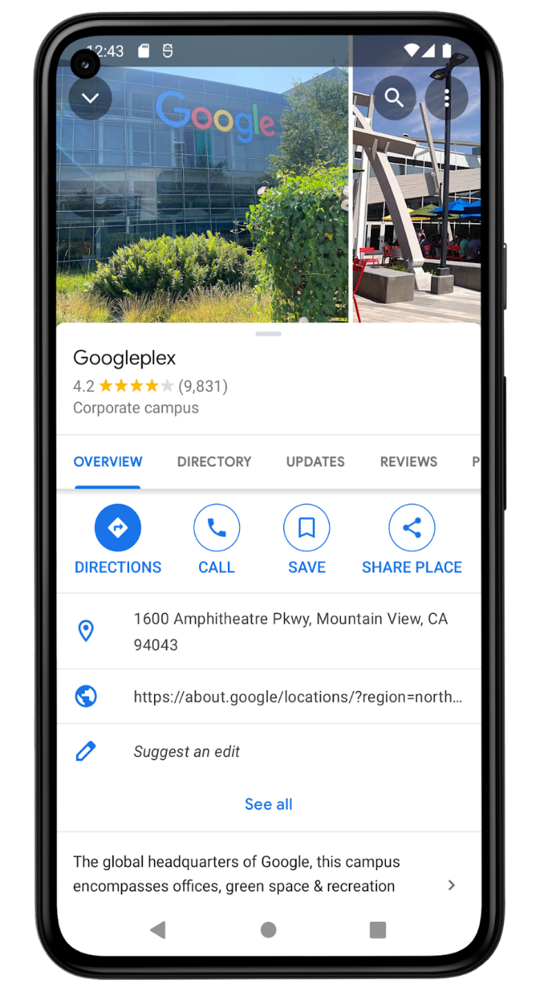 12:43
Google
Googleplex
4.2 (9,831)
Corporate campus
OVERVIEW DIRECTORY UPDATES REVIEWS P
DIRECTIONS CALL SAVE SHARE PLACE
1600 Amphitheatre Pkwy, Mountain View, CA
94043
https://about.google/locations/?region=north...
Suggest an edit
See all
The global headquarters of Google, this campus
encompasses offices, green space & recreation